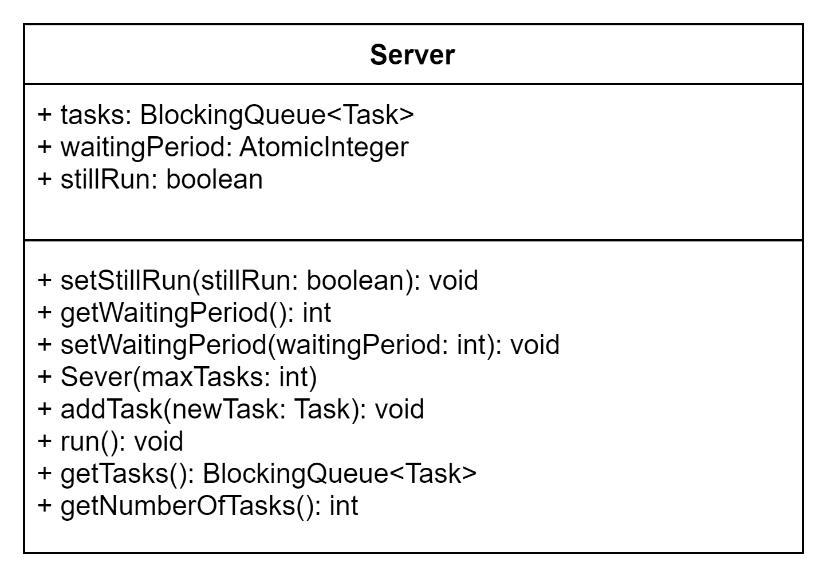 Server
+ tasks: BlockingQueue<Task>
+ waitingPeriod: AtomicInteger
+ stillRun: boolean
+ setStillRun(stillRun: boolean): void
+ getWaitingPeriod(): int
+ setWaitingPeriod(waitingPeriod: int): void
+ Sever(maxTasks: int)
+ addTask(newTask: Task): void
+ run(): void
+ getTasks(): BlockingQueue<Task>
+ getNumberOfTasks(): int